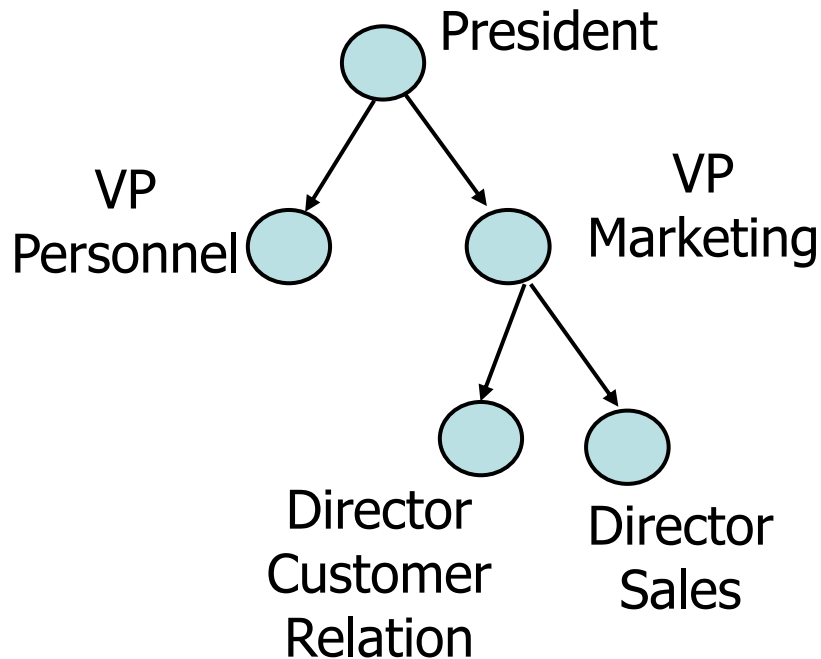 President
VP
Personnel
VP
Marketing
Director
Customer
Relation
Director
Sales